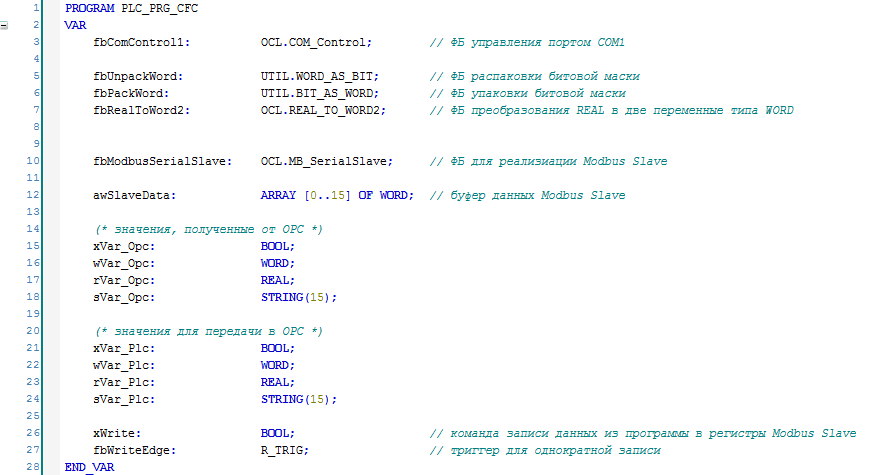 1 PROGRAM PLC_PRG_CFC
2 VAR
3 fbComControl1: OCL.COM_Control; // ФБ управления портом COM1
4
5 fbUnpackWord: UTIL.WORD_AS_BIT; // ФБ распаковки битовой маски
6 fbPackWord: UTIL.BIT_AS_WORD; // ФБ упаковки битовой маски
7 fbRealToWord2: OCL.REAL_TO_WORD2; // ФБ преобразования REAL в две переменные типа WORD
8
9
10 fbModbusSerialSlave: OCL.MB_SerialSlave; // ФБ для реализиации Modbus Slave
11
12 awSlaveData: ARRAY [0..15] OF WORD; // буфер данных Modbus Slave
13
14 (* значения, полученные от OPC *)
15 xVar_Opc: BOOL;
16 wVar_Opc: WORD;
17 rVar_Opc: REAL;
18 sVar_Opc: STRING(15);
19
20 (* значения для передачи в OPC *)
21 xVar_Plc: BOOL;
22 wVar_Plc: WORD;
23 rVar_Plc: REAL;
24 sVar_Plc: STRING(15);
25
26 xWrite: BOOL; // команда записи данных из программы в регистры Modbus Slave
27 fbWriteEdge: R_TRIG; // триггер для однократной записи
28 END_VAR